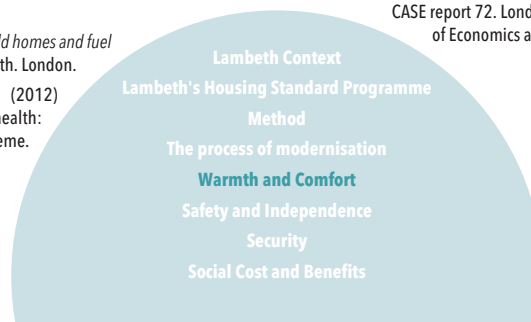 CASE report 72. Lond
of Economics a
ld homes and fuel
th. London.
(2012)
health:
eme.
Lambeth Context
Lambeth's Housing Standard Programme
Method
The process of modernisation
Warmth and Comfort
Safety and Independence
Security
Social Cost and Benefits